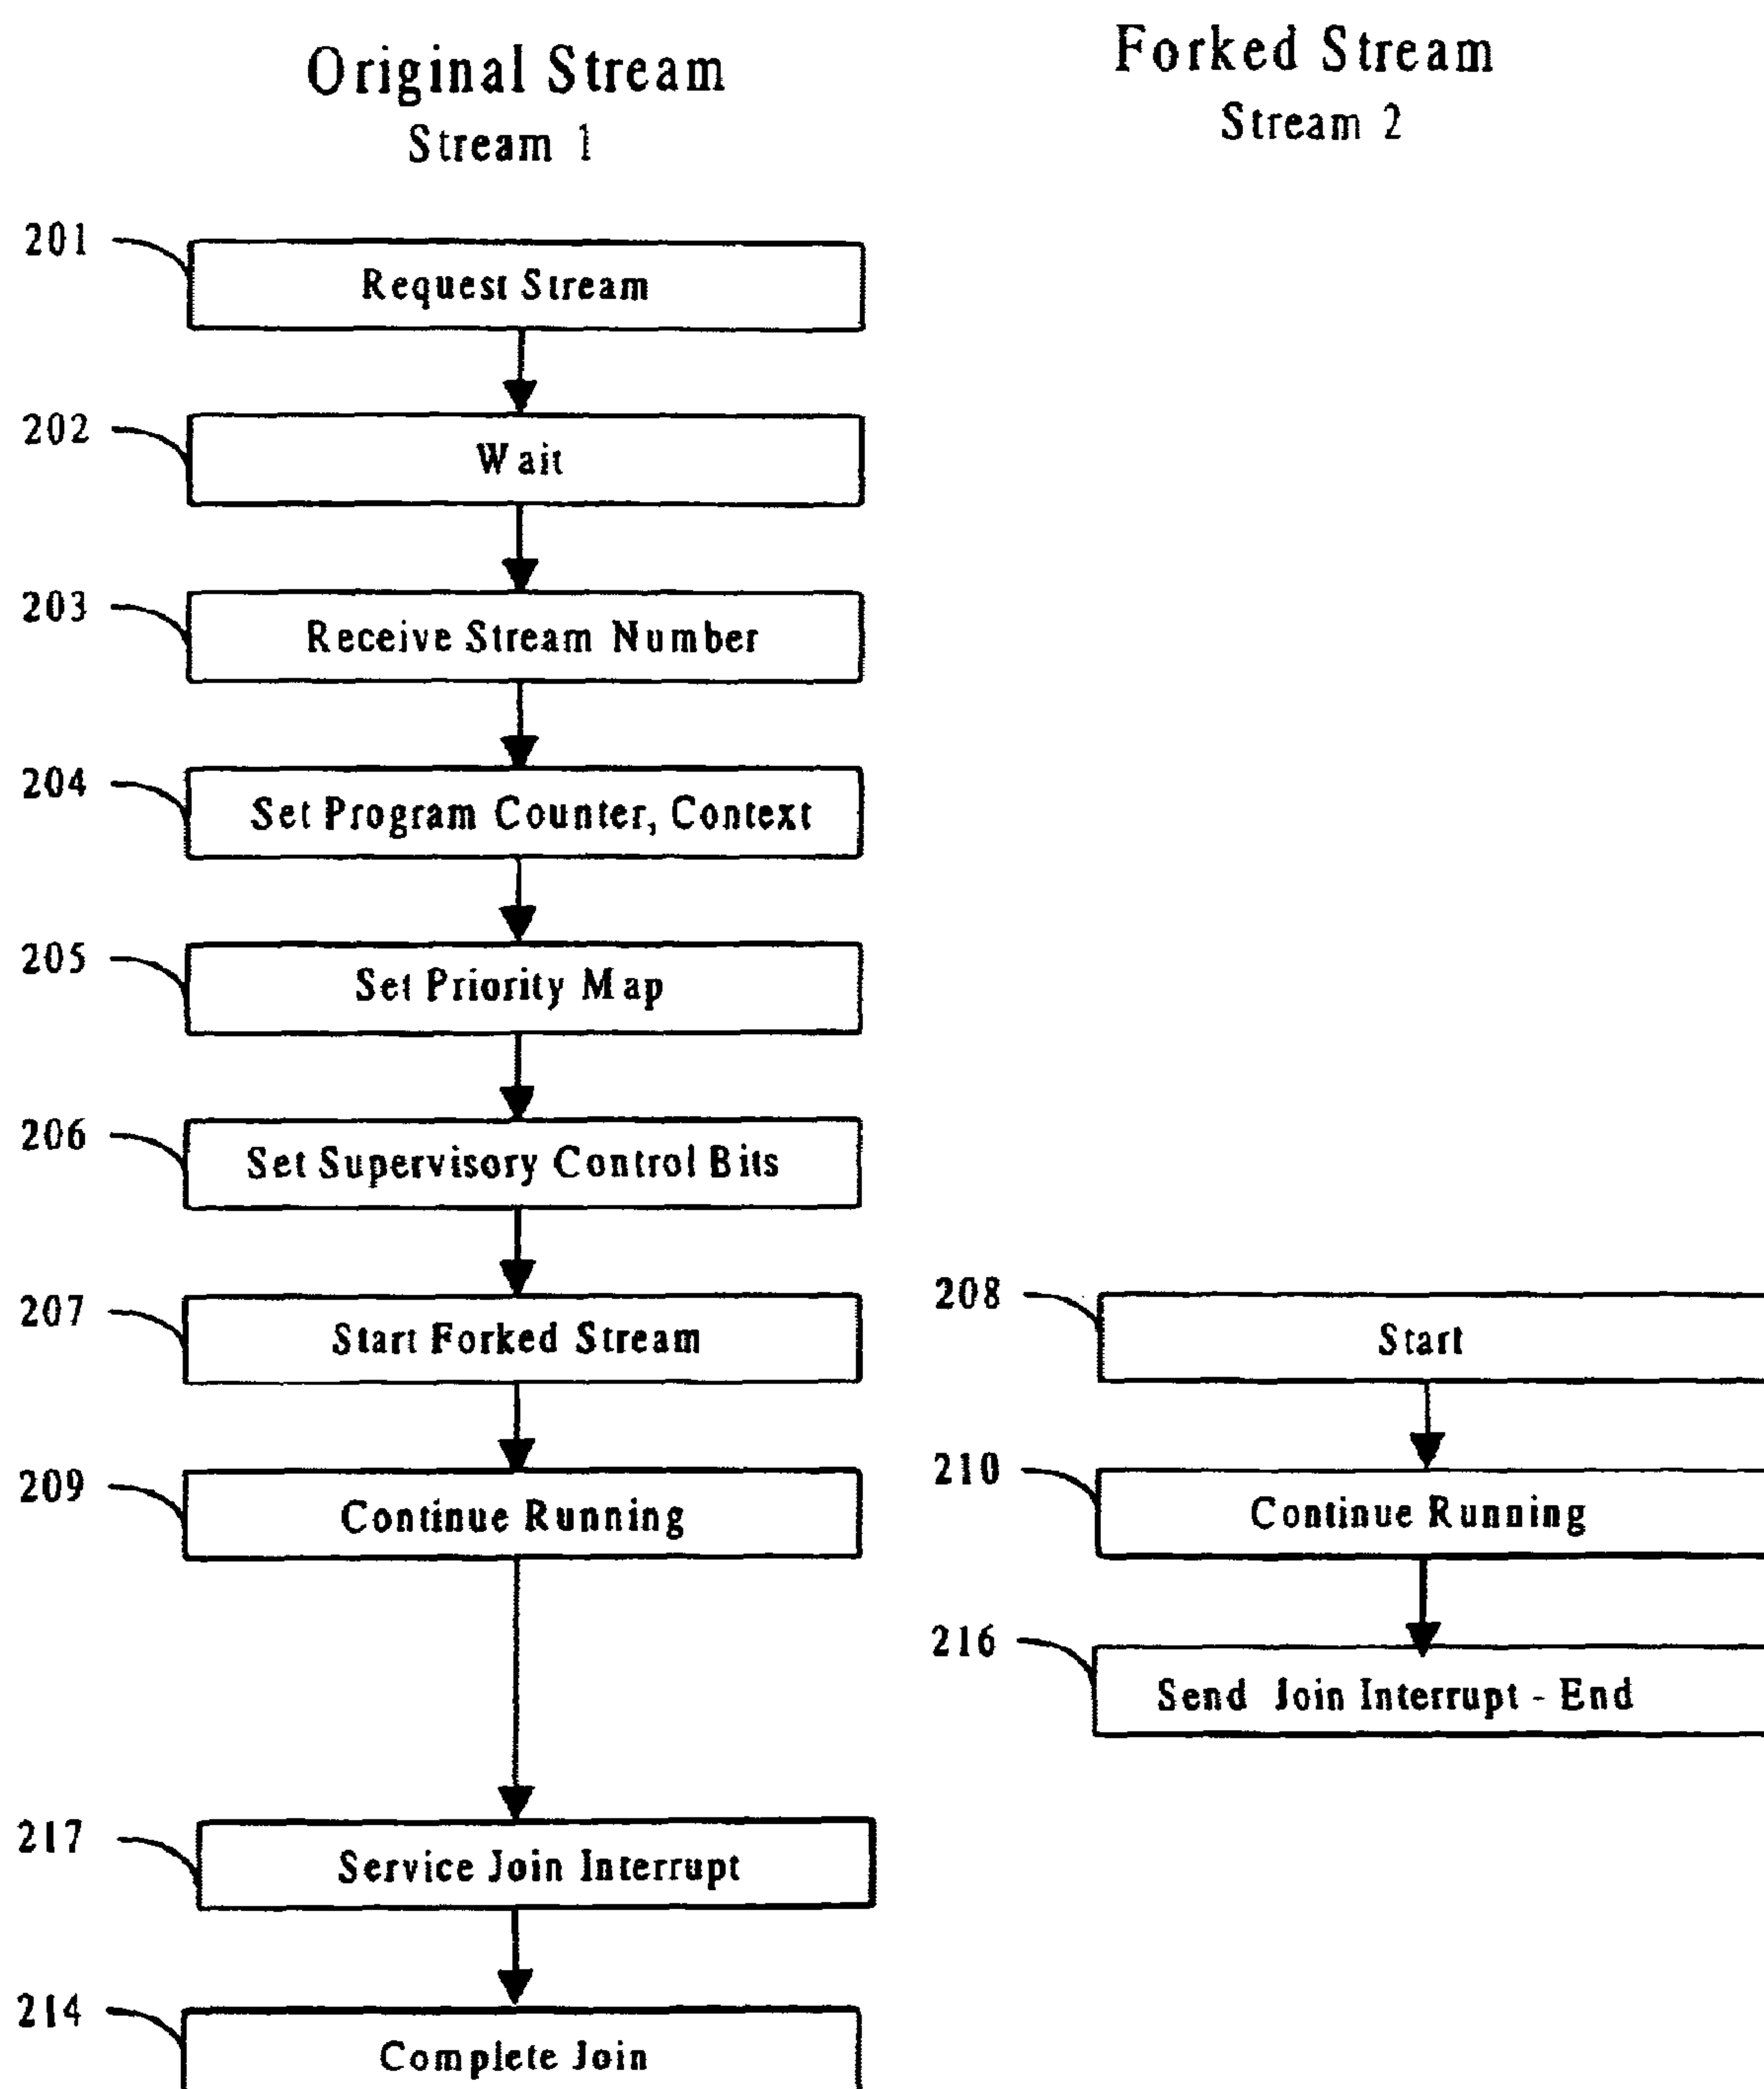 Original Stream
Stream 1
Forked Stream
Stream 2
201
Request Stream
202
Wait
203
Receive Stream Number
204
Set Program Counter, Context
205
Set Priority Map
206
Set Supervisory Control Bits
207
Start Forked Stream
208
Start
209
Continue Running
210
Continue Running
216
Send Join Interrupt - End
217
Service Join Interrupt
214
Complete Join